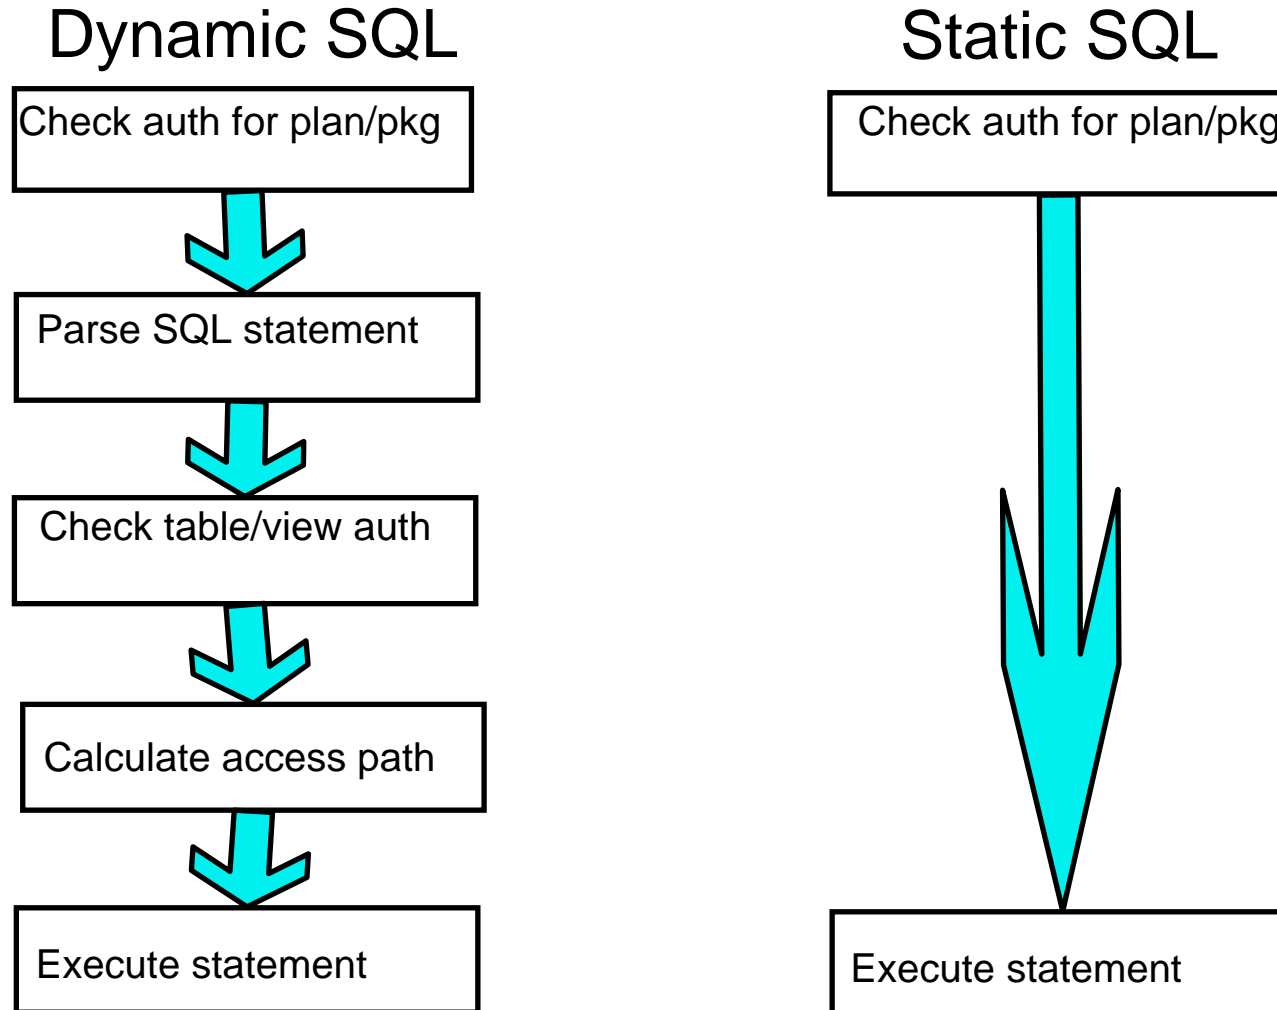 Dynamic SQL
Check auth for plan/pkg
Parse SQL statement
Check table/view auth
Calculate access path
Execute statement
Static SQL
Check auth for plan/pkg
Execute statement